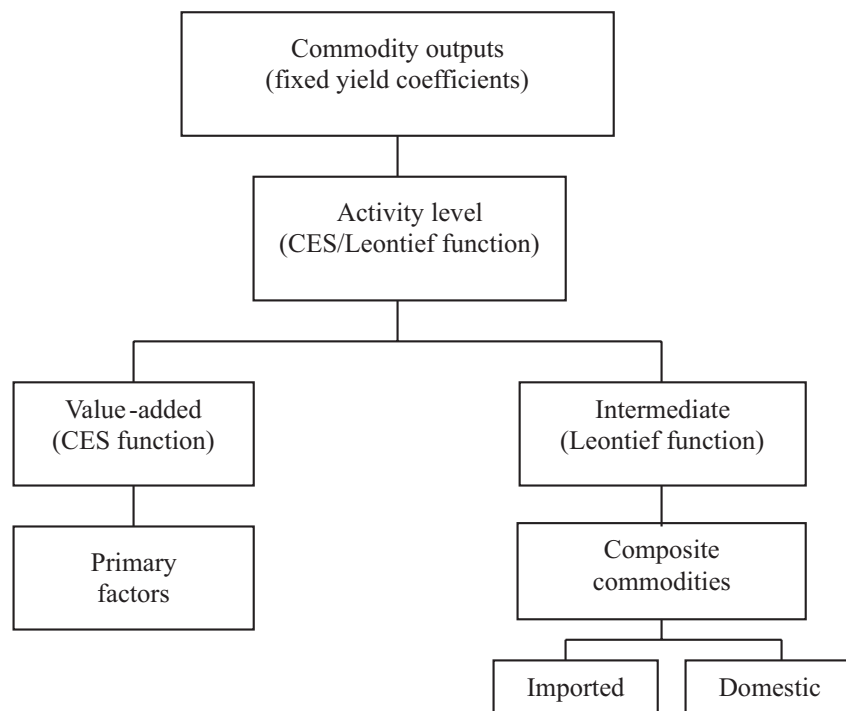 Commodity outputs
(fixed yield coefficients)
Activity level
(CES/Leontief function)
Value-added
(CES function)
Intermediate
(Leontief function)
Primary
factors
Composite
commodities
Imported
Domestic